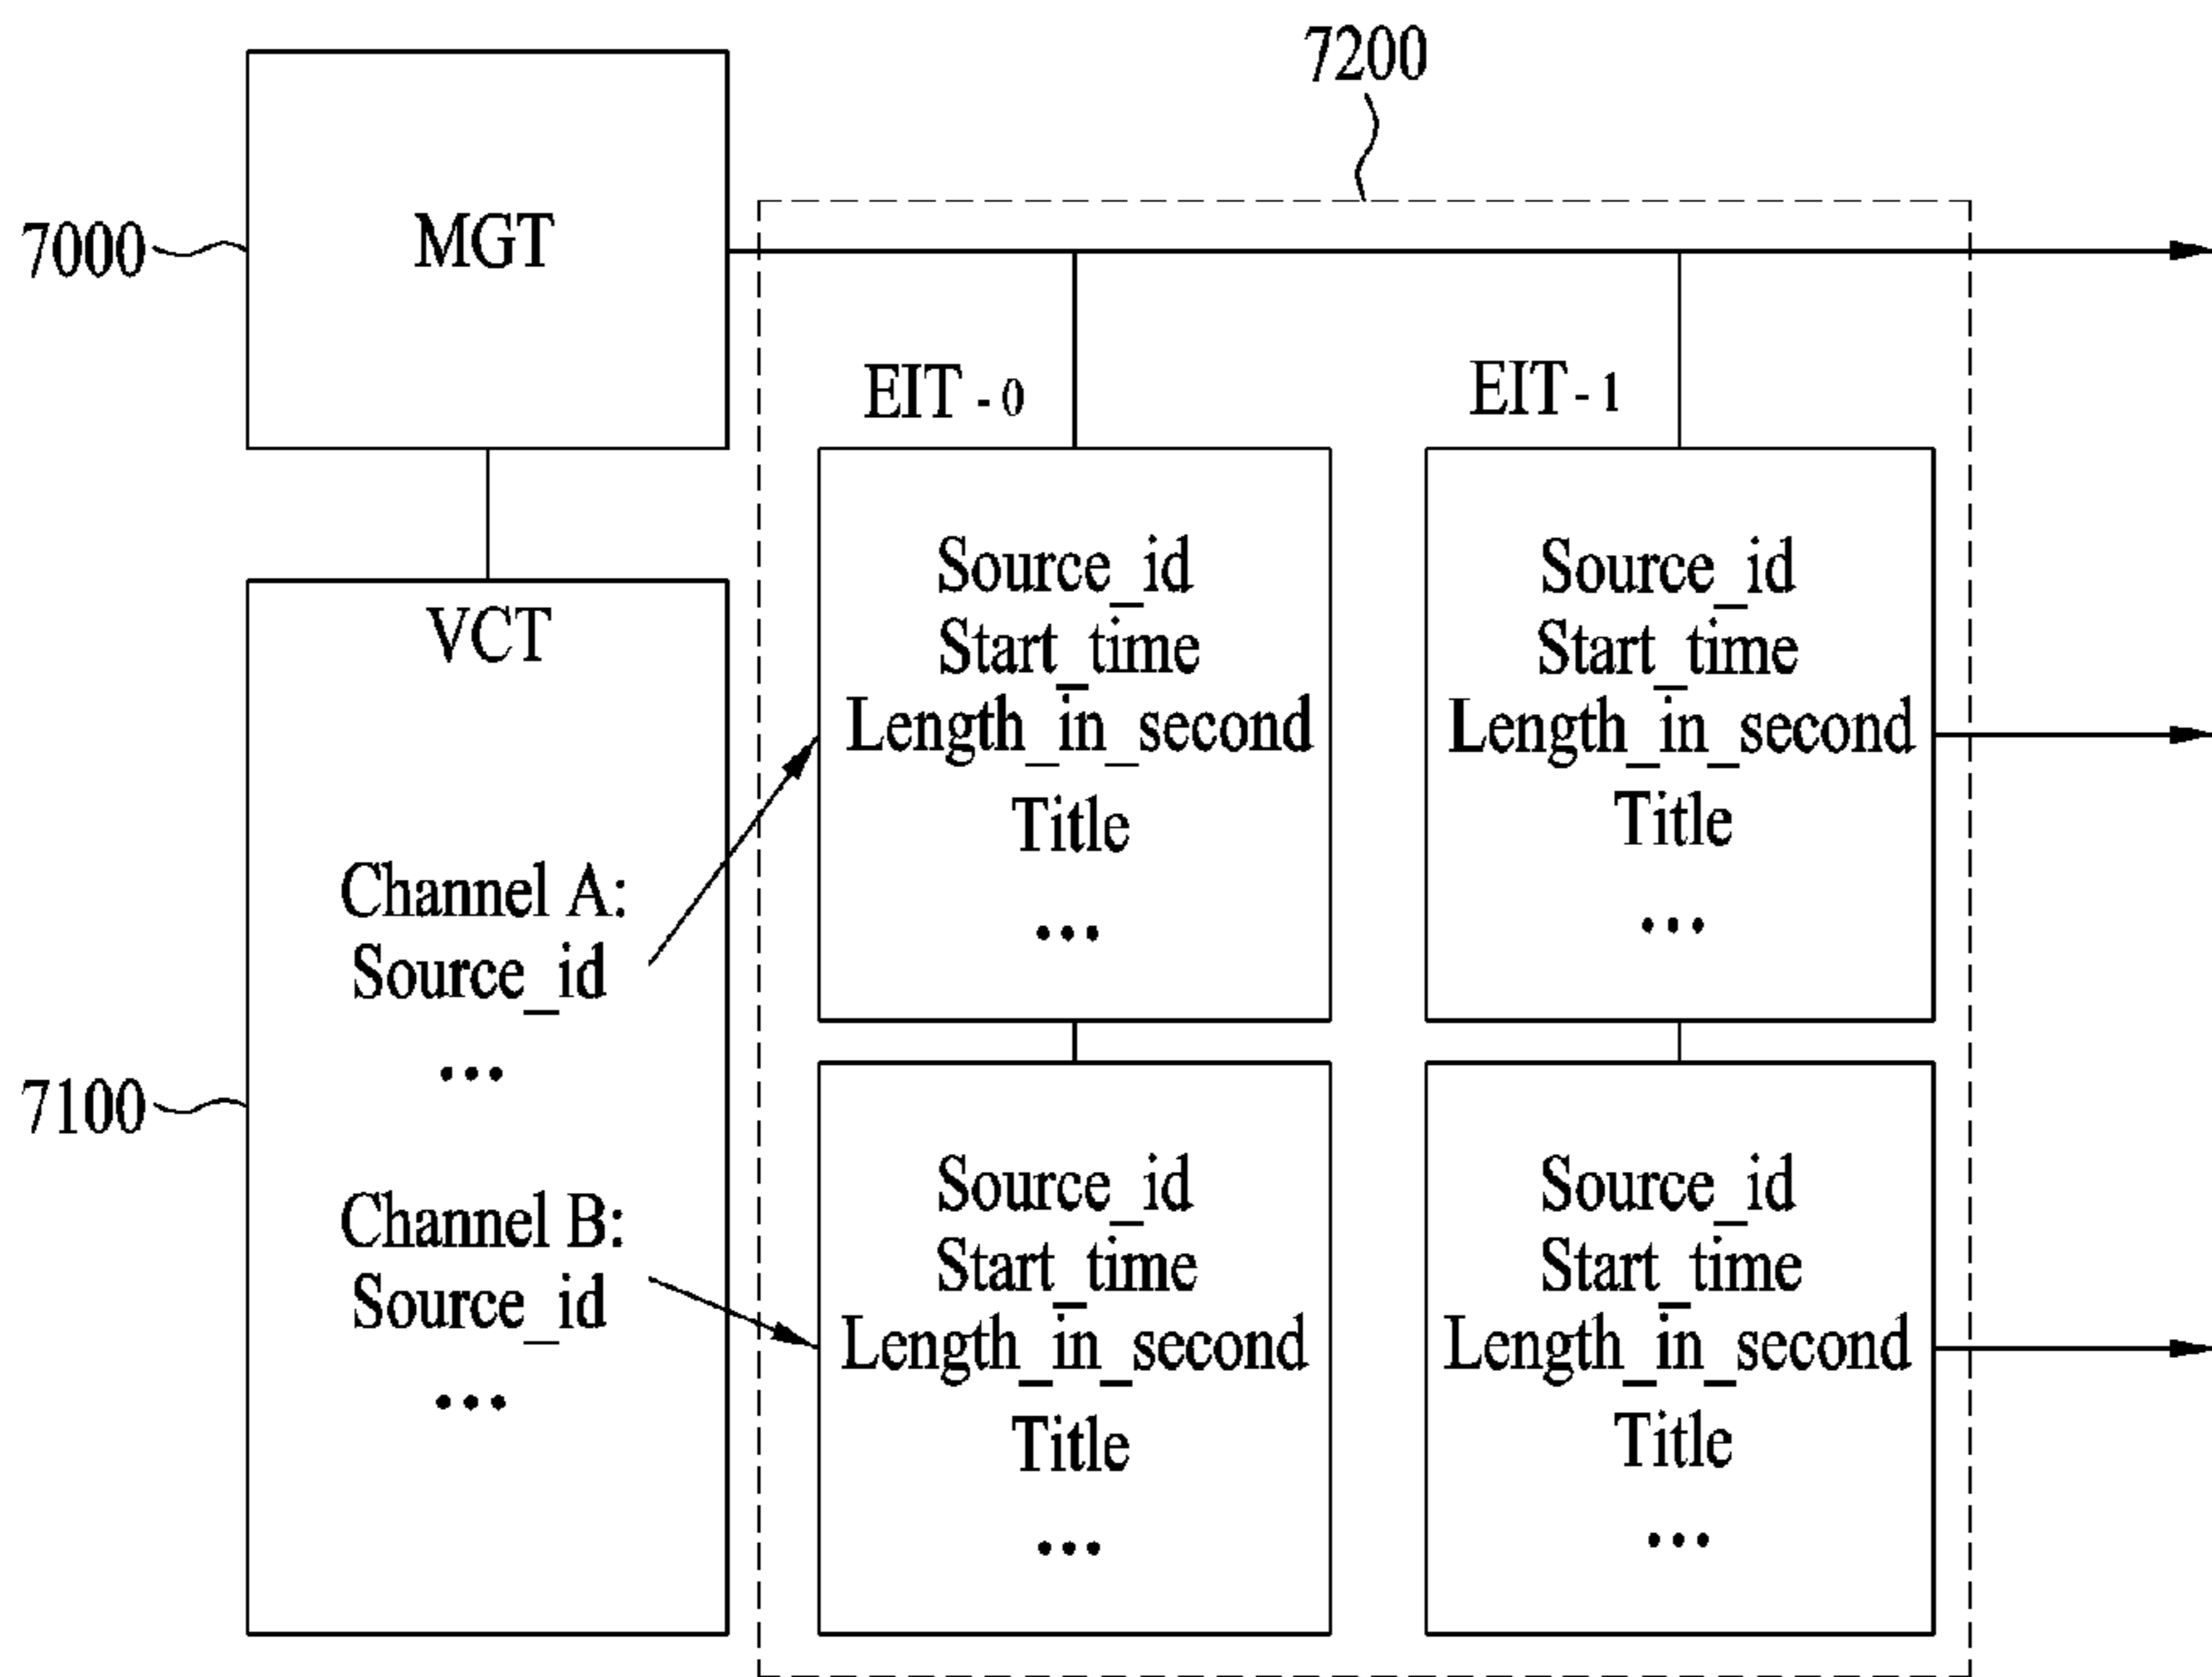 7200
7000
MGT
EIT - 0
EIT - 1
7100
VCT
Channel A:
Source_id
...
Channel B:
Source_id
...
Source_id
Start_time
Length_in_second
Title
...
Source_id
Start_time
Length_in_second
Title
...
Source_id
Start_time
Length_in_second
Title
...
Source_id
Start_time
Length_in_second
Title
...